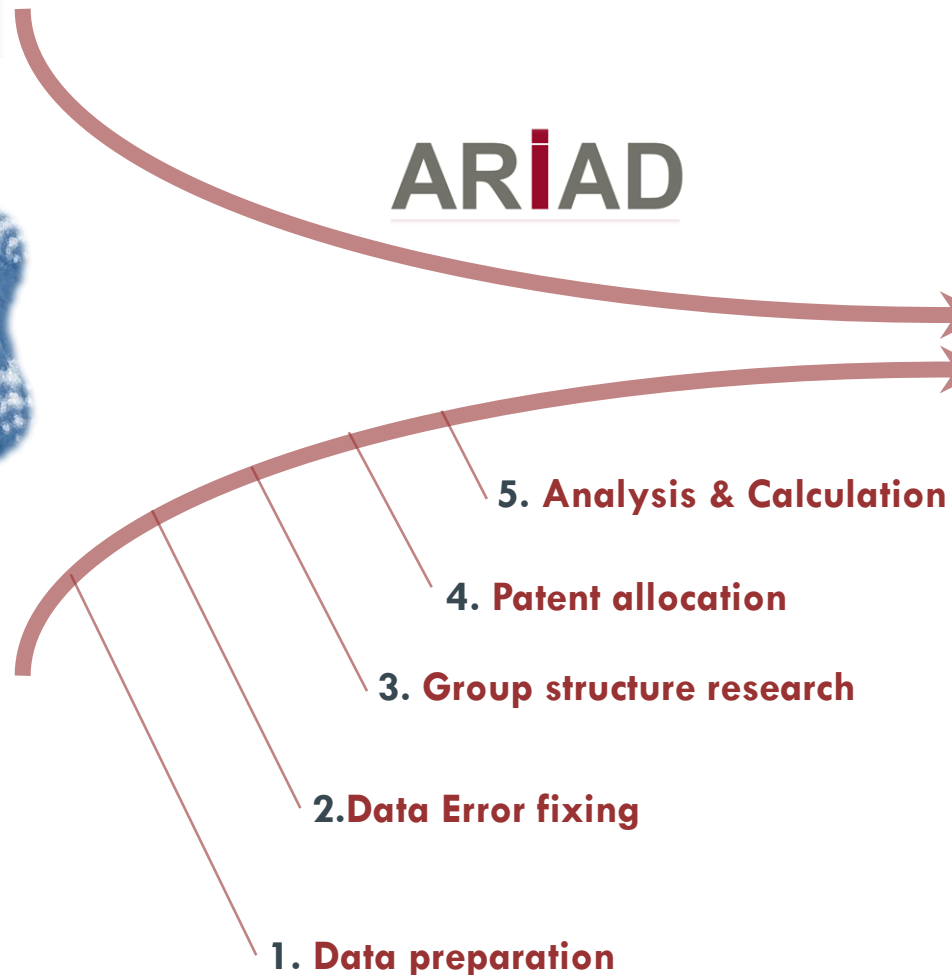 ARiAD
5. Analysis & Calculation
4. Patent allocation
3. Group structure research
2.Data Error fixing
1. Data preparation